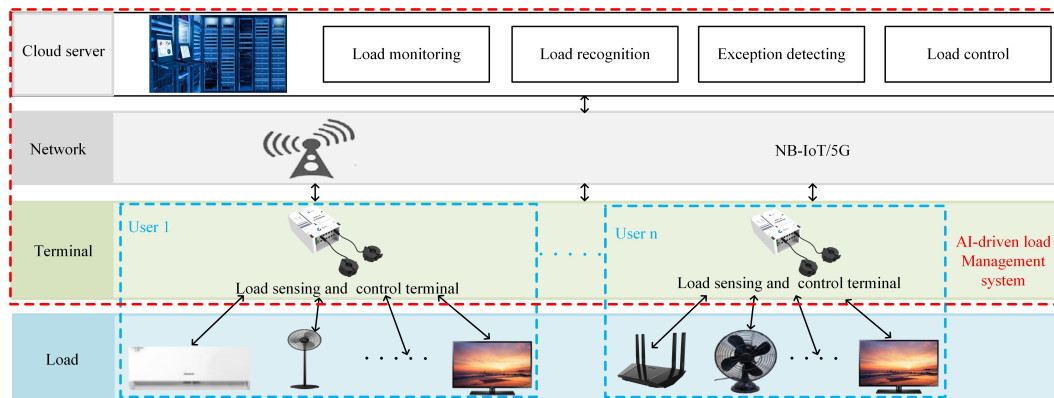 Cloud server
Load monitoring
Load recognition
Exception detecting
Load control
Network
NB-IoT/5G
Terminal
User 1
User n
AI-driven load
Management
system
Load sensing and control terminal
Load sensing and control terminal
Load